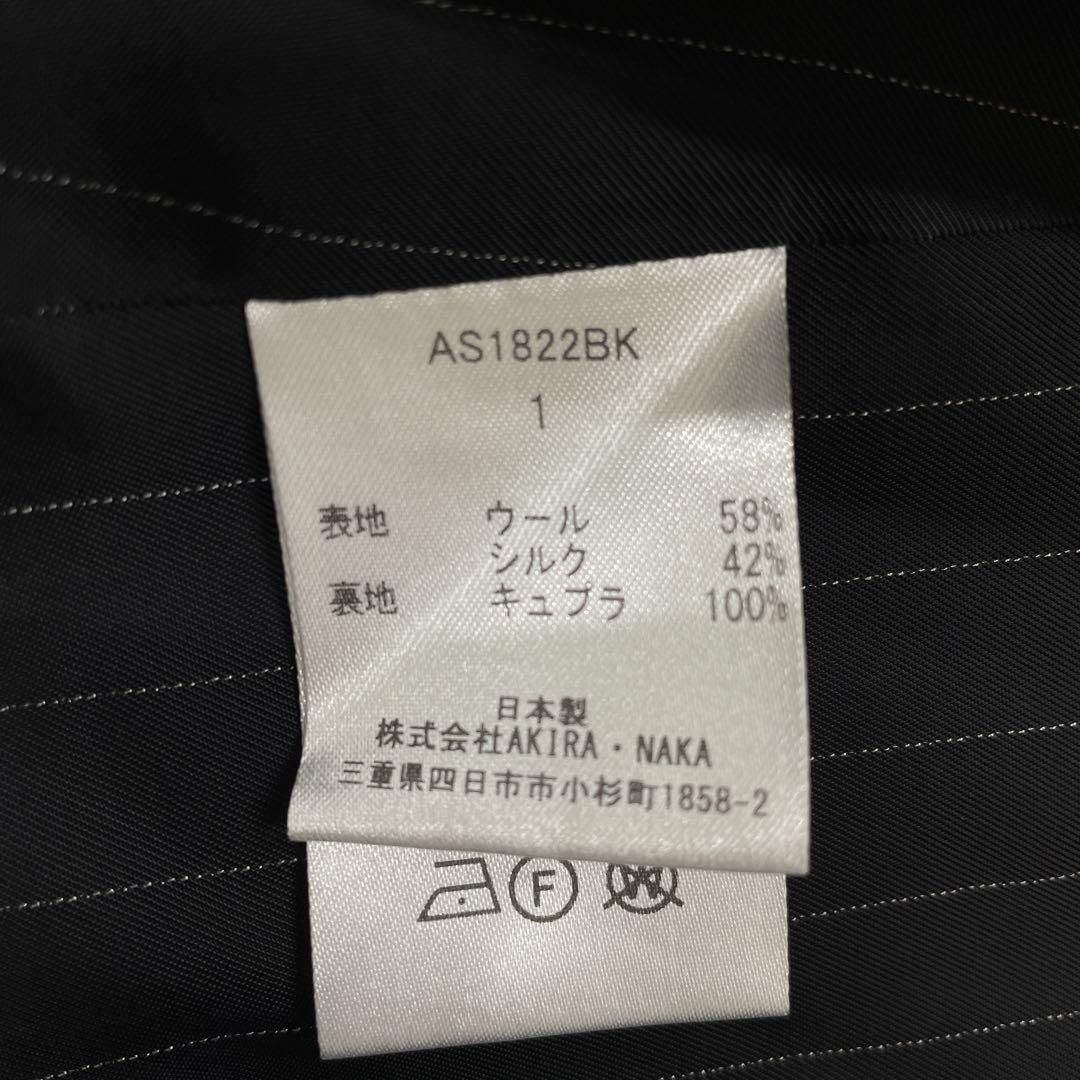 AS1822BK
1
表地 ウール 58%
シルク 42%
裏地 キュプラ 100%
日本製
株式会社AKIRA・NAKA
三重県四日市市小杉町1858-2
F W